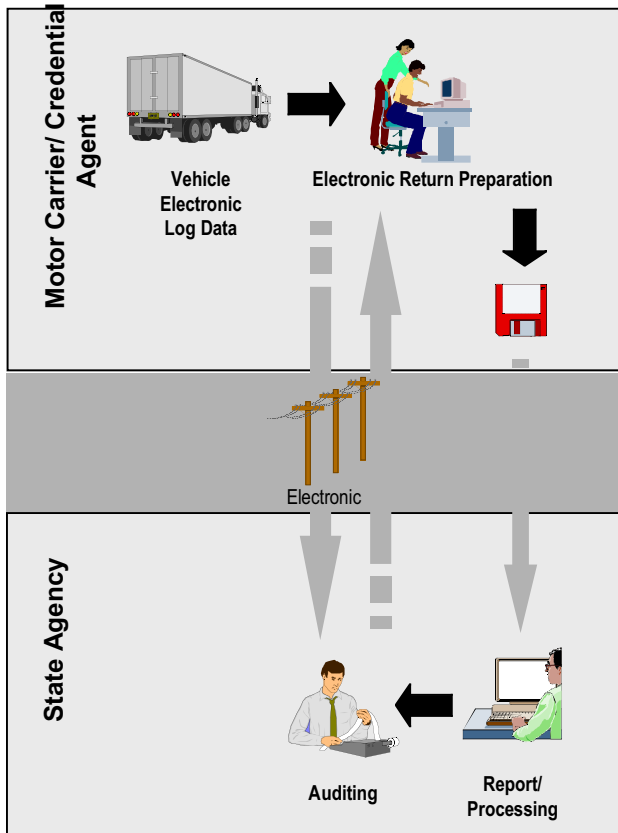 Motor Carrier/ Credential
Agent
Vehicle
Electronic
Log Data
Electronic Return Preparation
Electronic
State Agency
Auditing
Report/
Processing